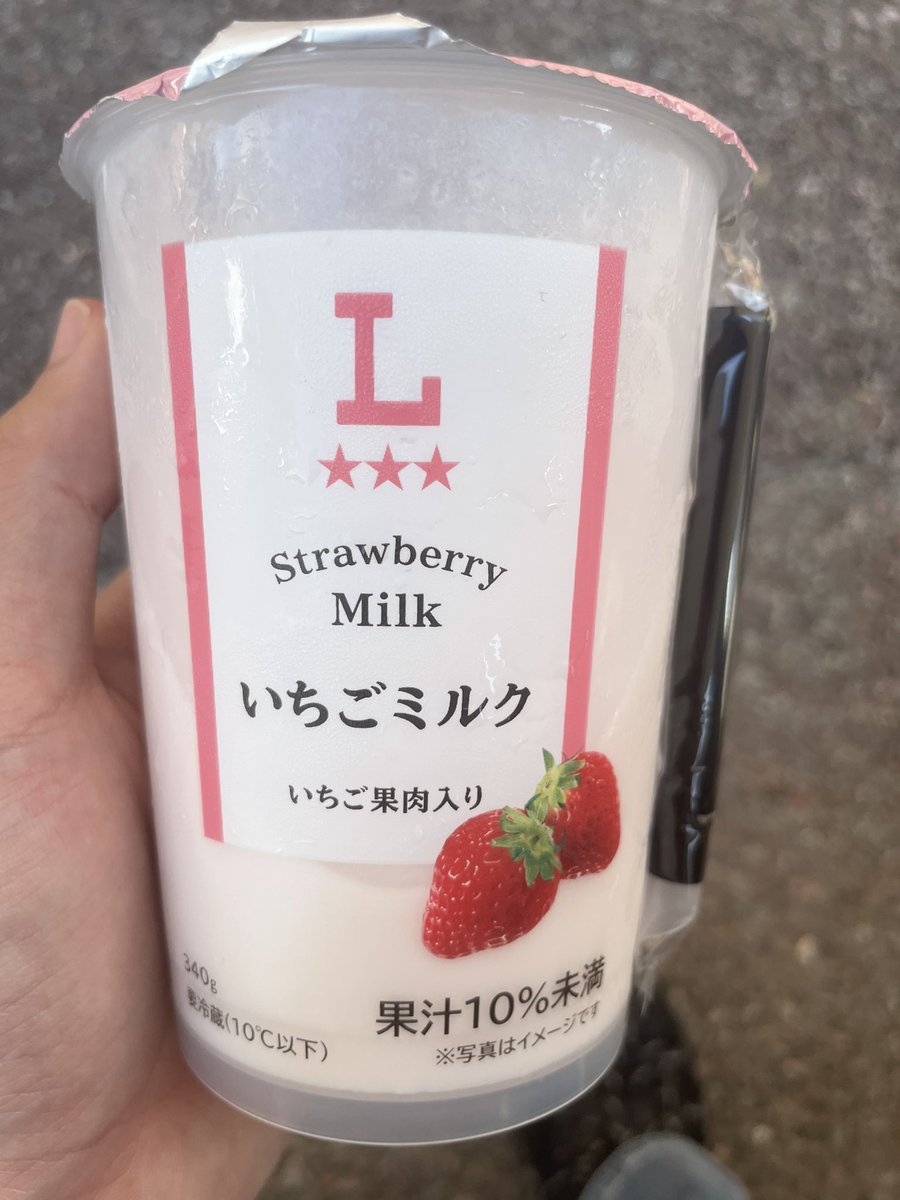 L
★★★
Strawberry
Milk
いちごミルク
いちご果肉入り
340g
要冷蔵(10℃以下)
果汁10%未満
※写真はイメージです